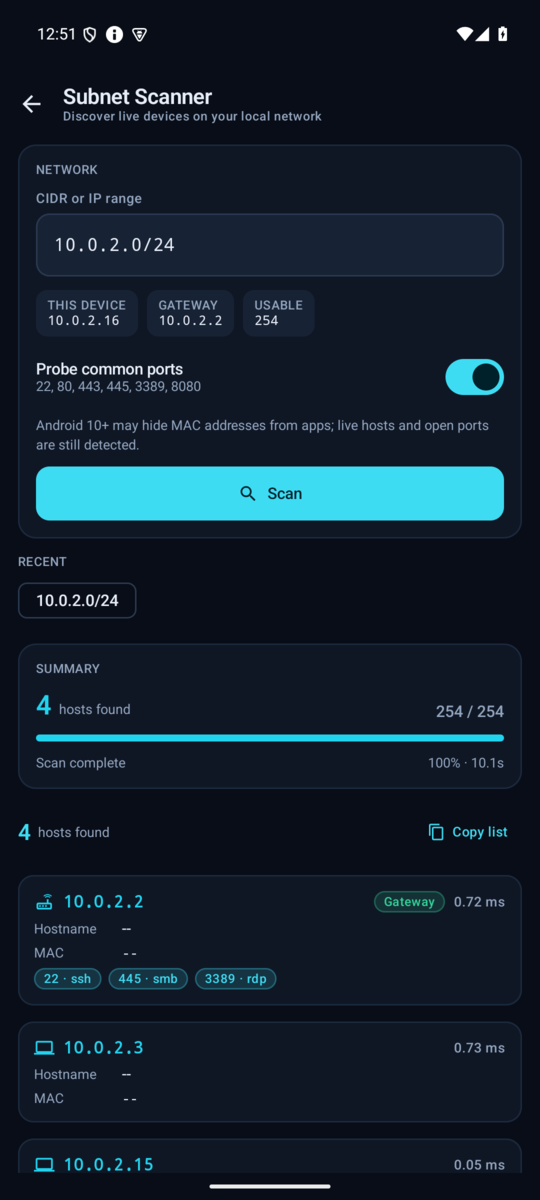 12:51
Subnet Scanner
Discover live devices on your local network
NETWORK
CIDR or IP range
10.0.2.0/24
THIS DEVICE
10.0.2.16
GATEWAY
10.0.2.2
USABLE
254
Probe common ports
22, 80, 443, 445, 3389, 8080
Android 10+ may hide MAC addresses from apps; live hosts and open ports
are still detected.
Scan
RECENT
10.0.2.0/24
SUMMARY
4 hosts found
254 / 254
Scan complete
100% · 10.1s
4 hosts found
Copy list
10.0.2.2
Gateway
0.72 ms
Hostname --
MAC --
22 · ssh
445 · smb
3389 · rdp
10.0.2.3
0.73 ms
Hostname --
MAC --
10.0.2.15
0.05 ms